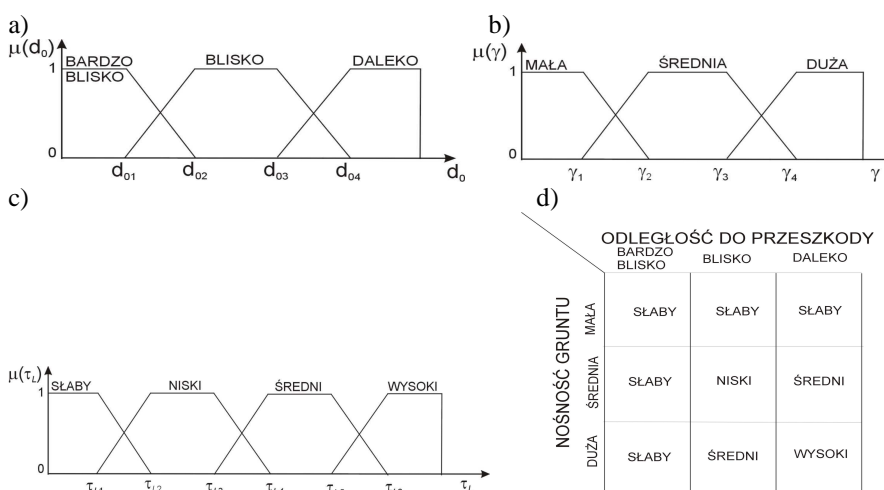 a)
μ(d₀)
BARDZO
BLISKO
BLISKO
DALEKO
1
0
d₀₁ d₀₂ d₀₃ d₀₄ d₀
b)
μ(γ)
MAŁA ŚREDNIA DUŻA
1
0
γ₁ γ₂ γ₃ γ₄ γ
c)
μ(τL)
SŁABY NISKI ŚREDNI WYSOKI
1
0
d)
ODLEGŁOŚĆ DO PRZESZKODY
BARDZO
BLISKO
BLISKO
DALEKO
NOŚNOŚĆ GRUNTU
MAŁA
SŁABY SŁABY SŁABY
ŚREDNIA
SŁABY NISKI ŚREDNI
DUŻA
SŁABY ŚREDNI WYSOKI